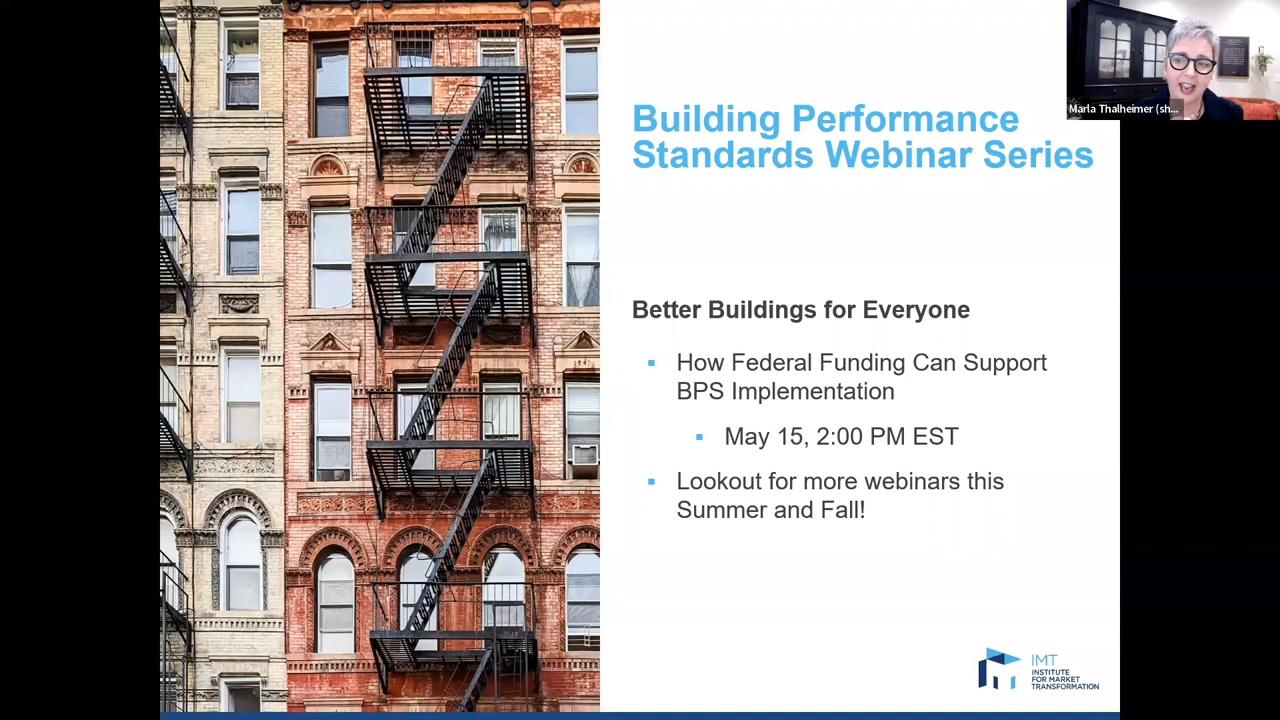 Building Performance
Standards Webinar Series
Marla Thalheimer (sh...
Better Buildings for Everyone
How Federal Funding Can Support
BPS Implementation
May 15, 2:00 PM EST
Lookout for more webinars this
Summer and Fall!
IMT
INSTITUTE
FOR MARKET
TRANSFORMATION